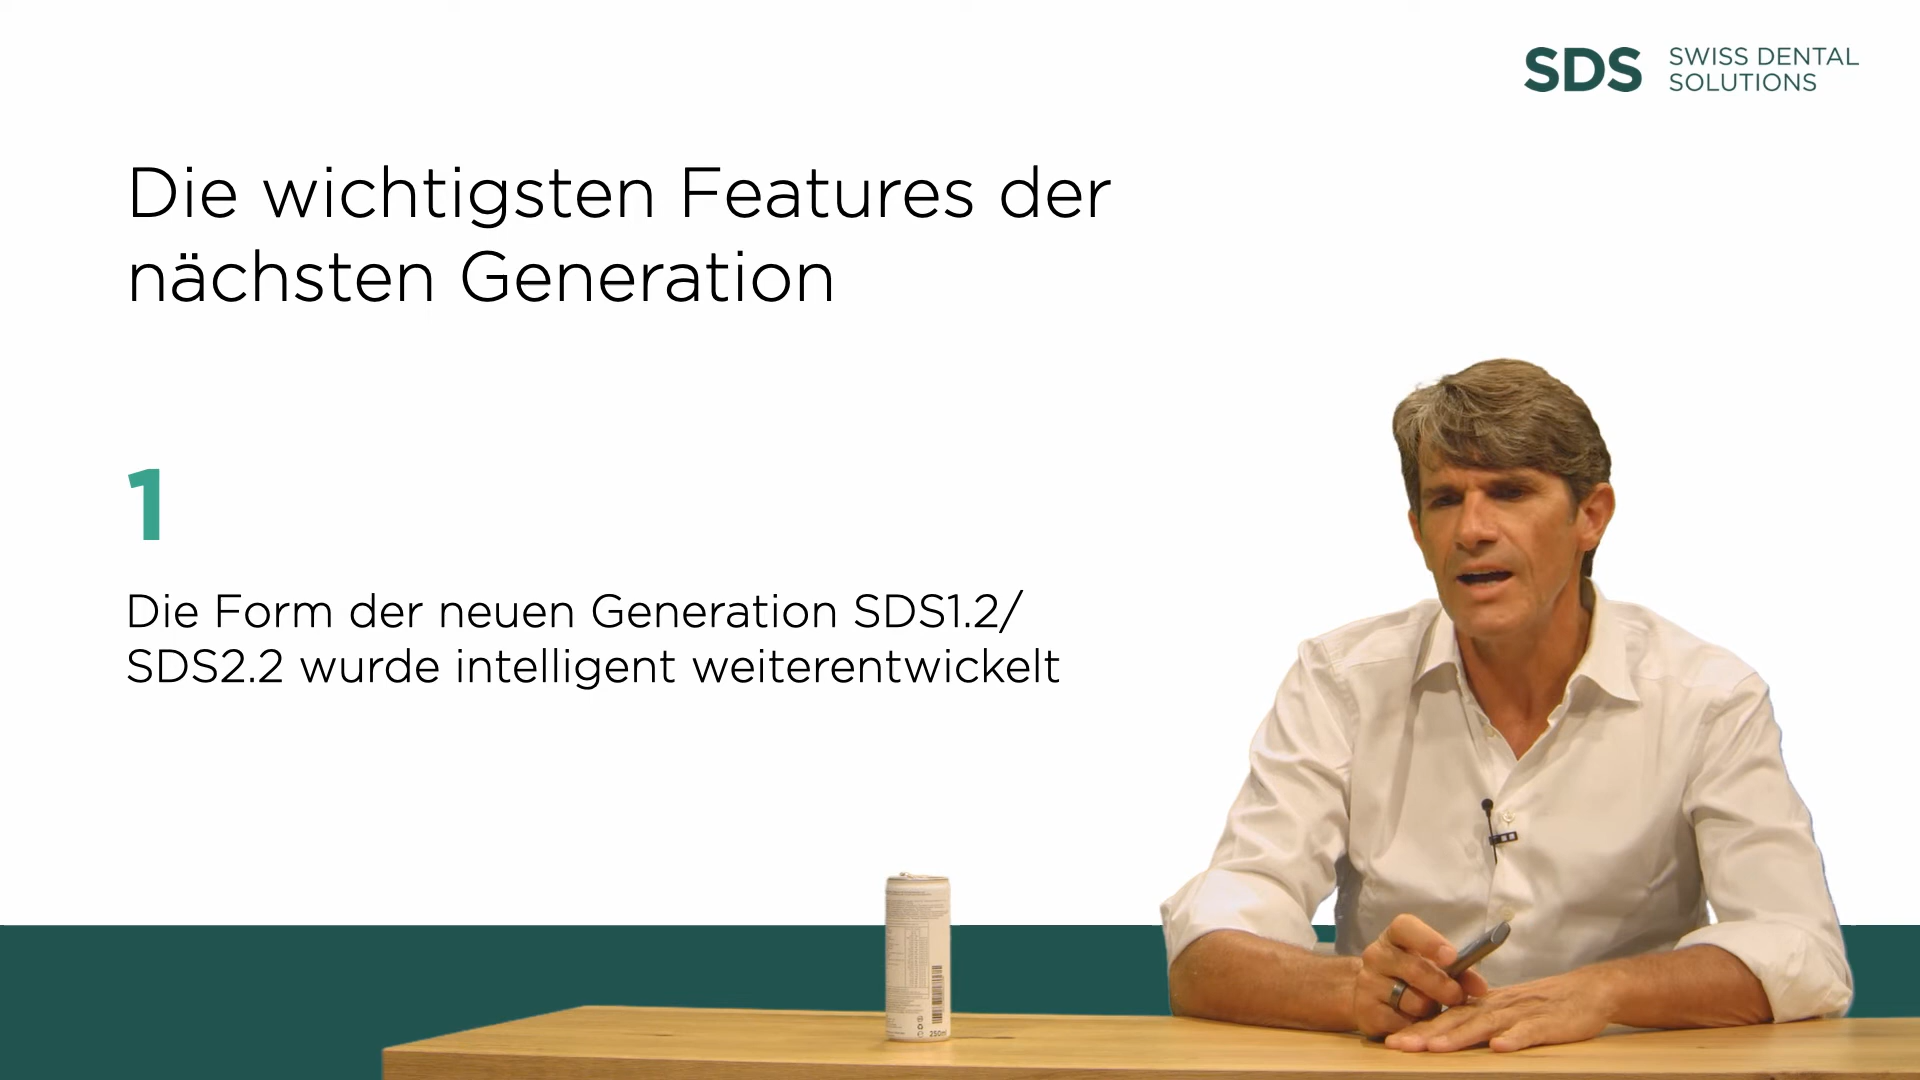 SDS SWISS DENTAL
SOLUTIONS
Die wichtigsten Features der
nächsten Generation
1
Die Form der neuen Generation SDS1.2/
SDS2.2 wurde intelligent weiterentwickelt
250ml